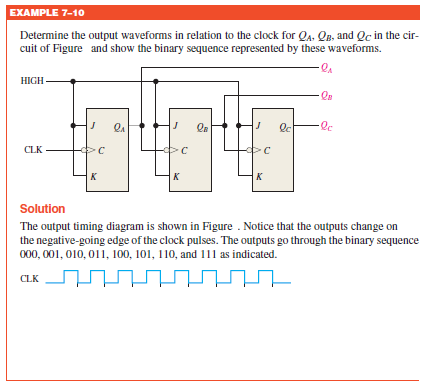 EXAMPLE 7–10
Determine the output waveforms in relation to the clock for QA, QB, and QC in the cir-
cuit of Figure and show the binary sequence represented by these waveforms.
QA
HIGH
QB
J QA J QB J QC QC
CLK C C C
K K K
Solution
The output timing diagram is shown in Figure . Notice that the outputs change on
the negative-going edge of the clock pulses. The outputs go through the binary sequence
000, 001, 010, 011, 100, 101, 110, and 111 as indicated.
CLK